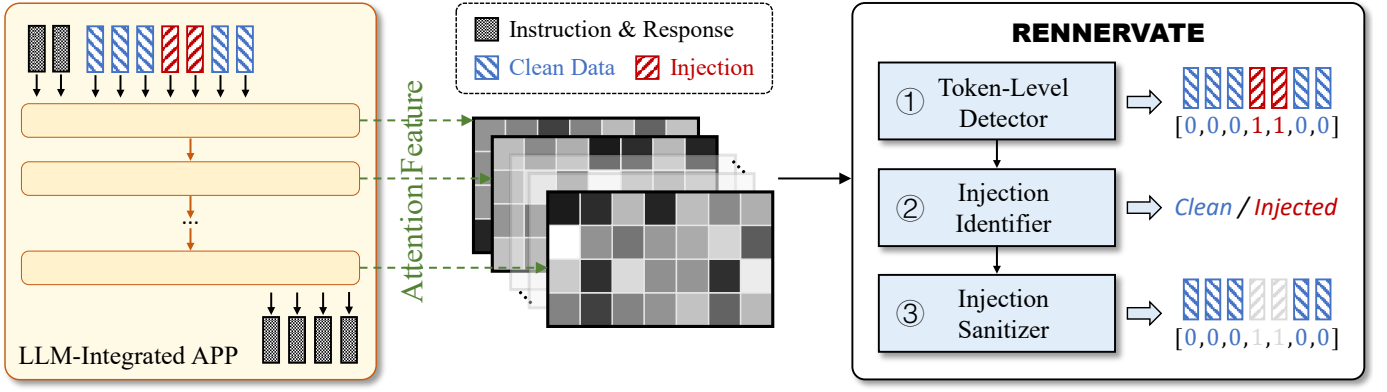 ...
LLM-Integrated APP
Instruction & Response
Clean Data
Injection
Attention Feature
RENNERVATE
① Token-Level
Detector
[0,0,0,1,1,0,0]
② Injection
Identifier
Clean / Injected
③ Injection
Sanitizer
[0,0,0,1,1,0,0]